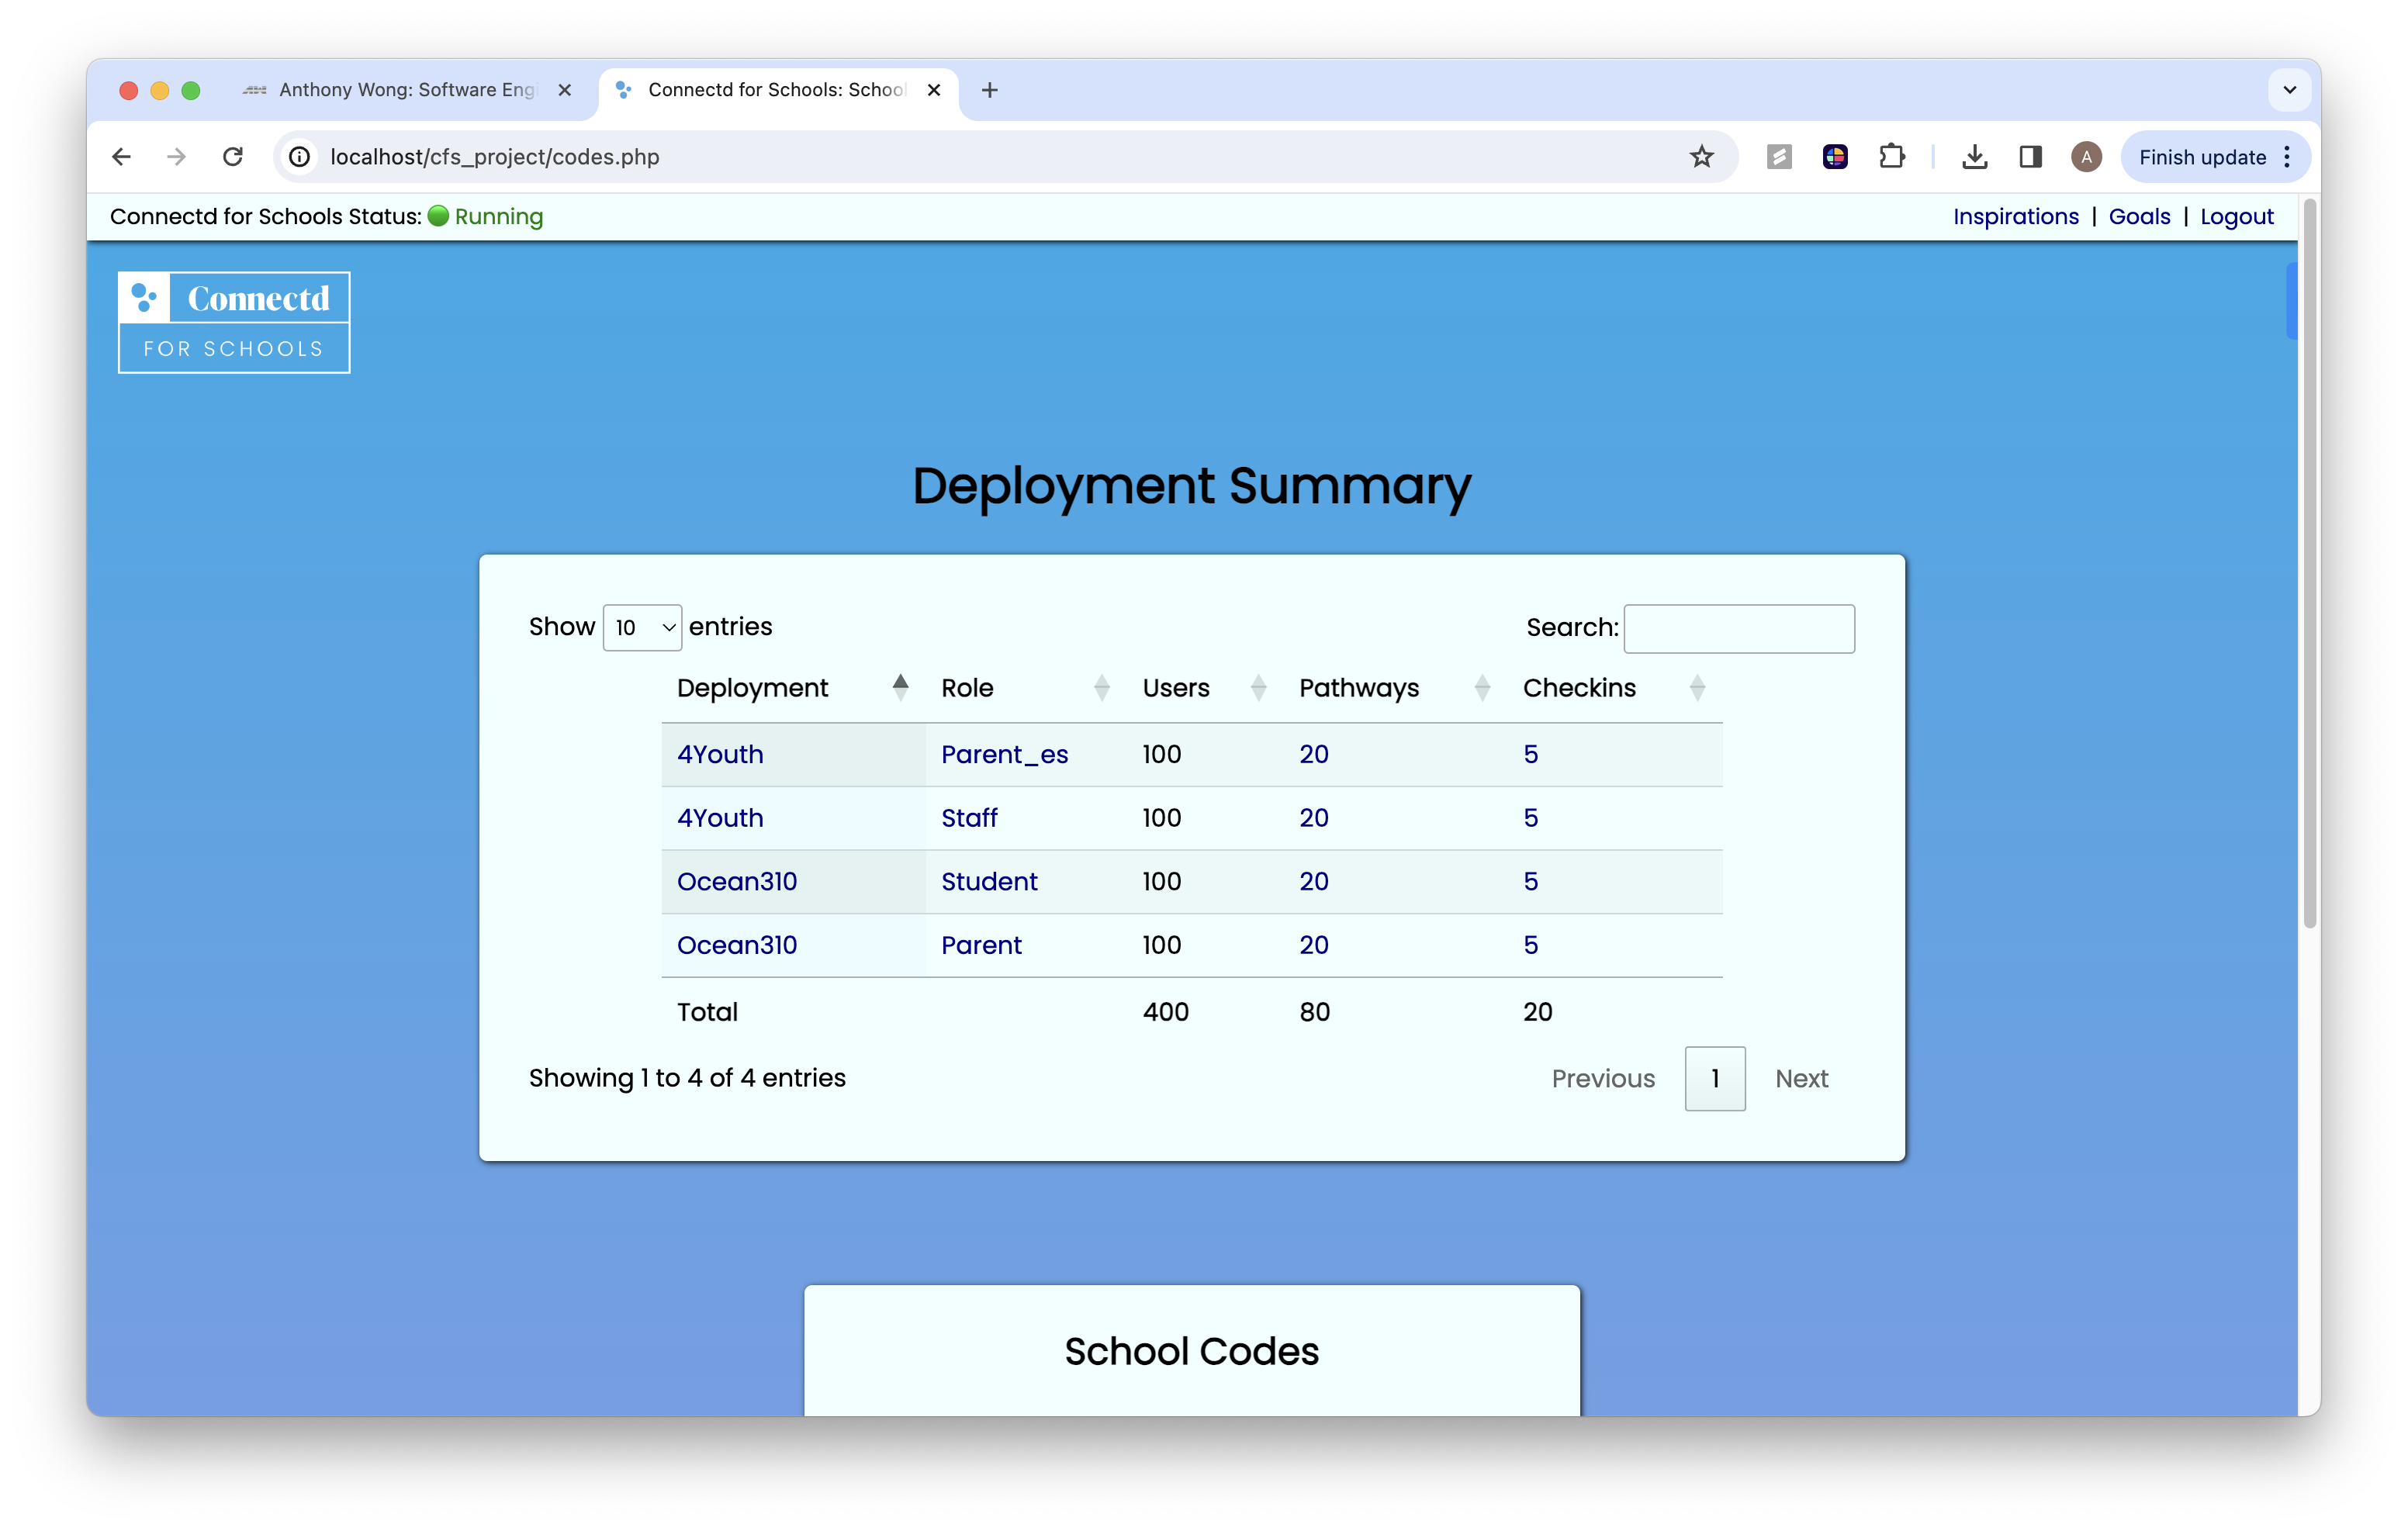 Anthony Wong: Software Eng
Connectd for Schools: School
localhost/cfs_project/codes.php
A
Finish update
Connectd for Schools Status: Running
Inspirations | Goals | Logout
Connectd
FOR SCHOOLS
Deployment Summary
Show 10 entries
Search:
Deployment Role Users Pathways Checkins
4Youth Parent_es 100 20 5
4Youth Staff 100 20 5
Ocean310 Student 100 20 5
Ocean310 Parent 100 20 5
Total 400 80 20
Showing 1 to 4 of 4 entries
Previous 1 Next
School Codes